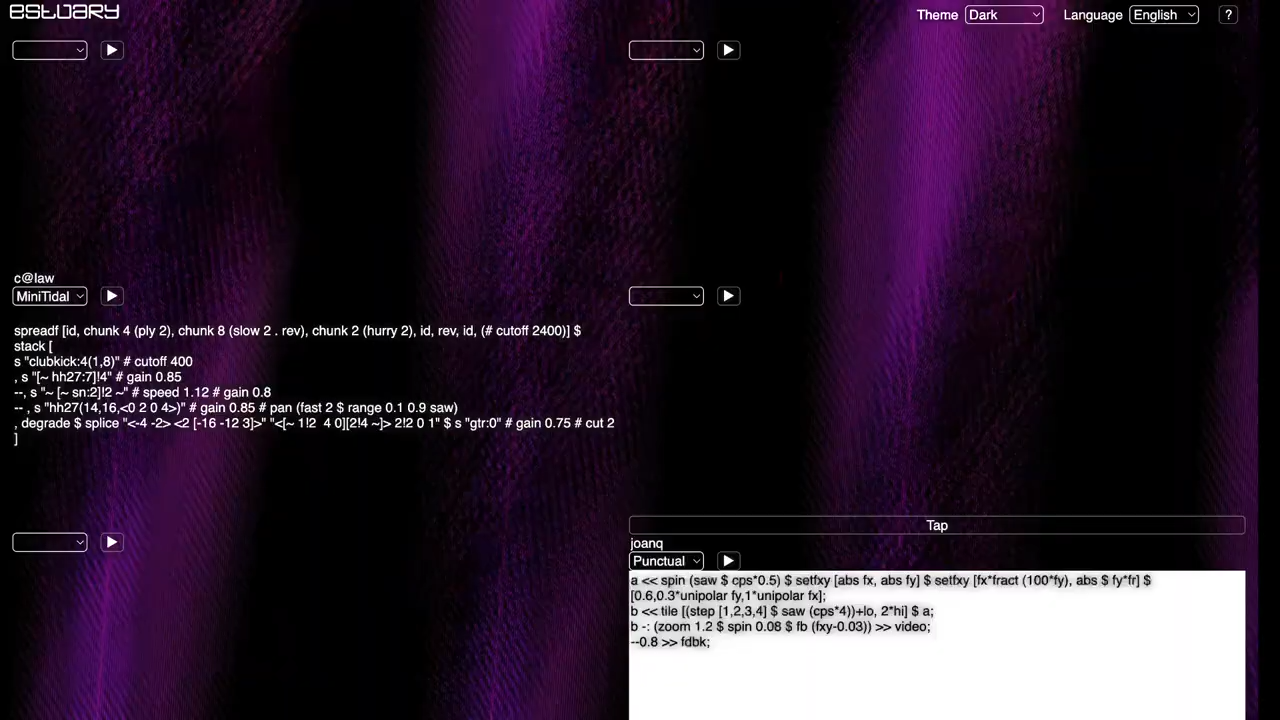 estuary
Theme Dark Language English ?
c@law
MiniTidal
spreadf [id, chunk 4 (ply 2), chunk 8 (slow 2 . rev), chunk 2 (hurry 2), id, rev, id, (# cutoff 2400)] $
stack [
s "clubkick:4(1,8)" # cutoff 400
, s "[~ hh27:7]!4" # gain 0.85
--, s "~ [~ sn:2]!2 ~" # speed 1.12 # gain 0.8
-- , s "hh27(14,16,<0 2 0 4>)" # gain 0.85 # pan (fast 2 $ range 0.1 0.9 saw)
, degrade $ splice "<-4 -2> <2 [-16 -12 3]>" "<[~ 1!2  4 0][2!4 ~]> 2!2 0 1" $ s "gtr:0" # gain 0.75 # cut 2
]
Tap
joanq
Punctual
a << spin (saw $ cps*0.5) $ setfxy [abs fx, abs fy] $ setfxy [fx*fract (100*fy), abs $ fy*fr] $
[0.6,0.3*unipolar fy,1*unipolar fx];
b << tile [(step [1,2,3,4] $ saw (cps*4))+lo, 2*hi] $ a;
b -: (zoom 1.2 $ spin 0.08 $ fb (fxy-0.03)) >> video;
--0.8 >> fdbk;